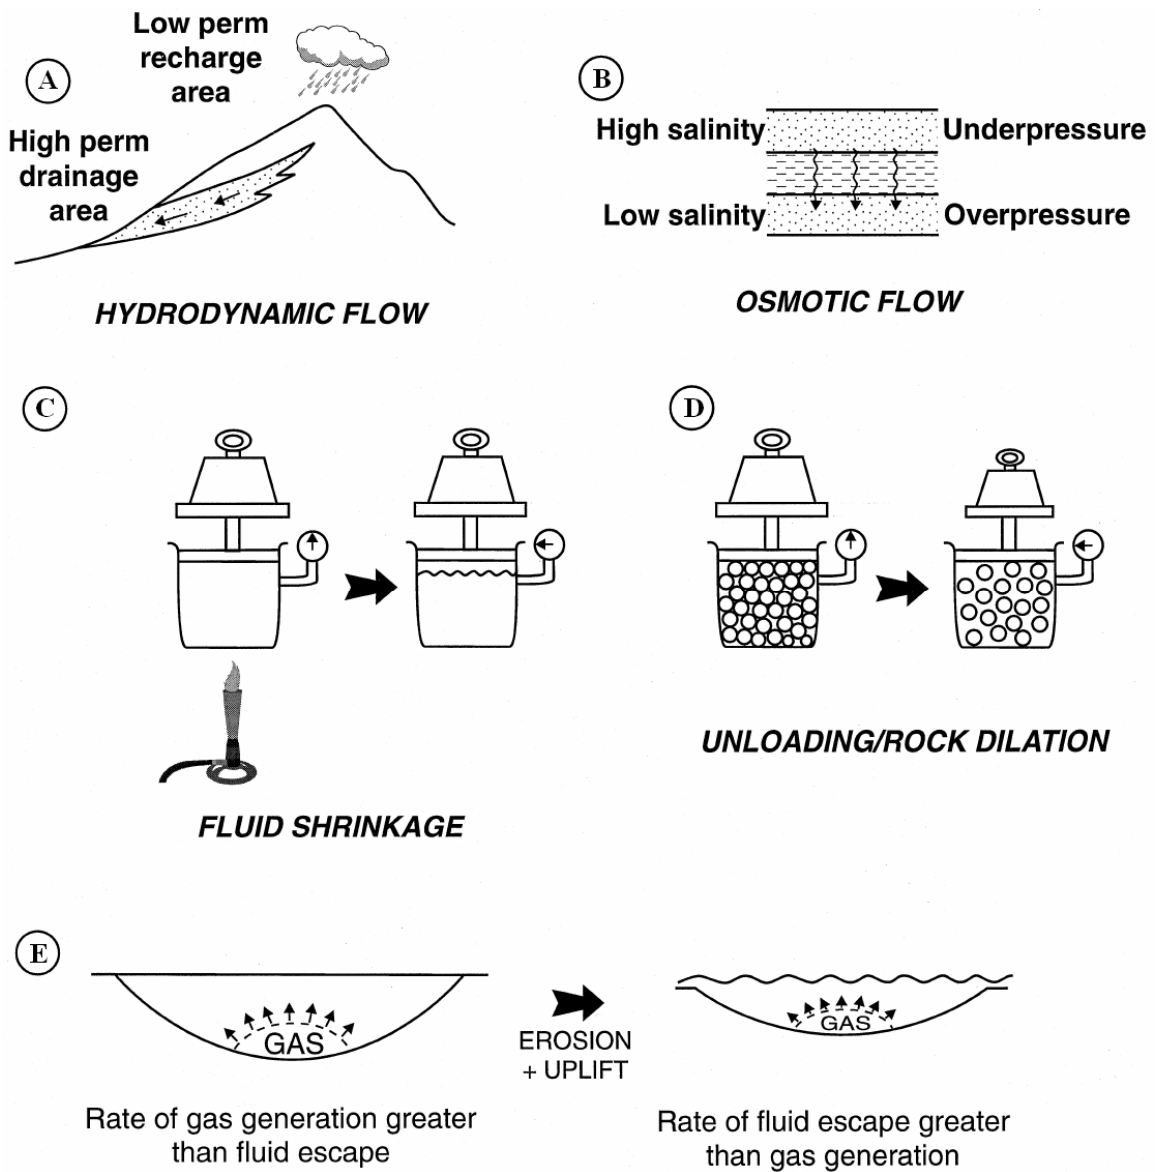 A
Low perm
recharge
area
High perm
drainage
area
HYDRODYNAMIC FLOW
B
High salinity
Underpressure
Low salinity
Overpressure
OSMOTIC FLOW
C
FLUID SHRINKAGE
D
UNLOADING/ROCK DILATION
E
GAS
EROSION
+ UPLIFT
GAS
Rate of gas generation greater
than fluid escape
Rate of fluid escape greater
than gas generation